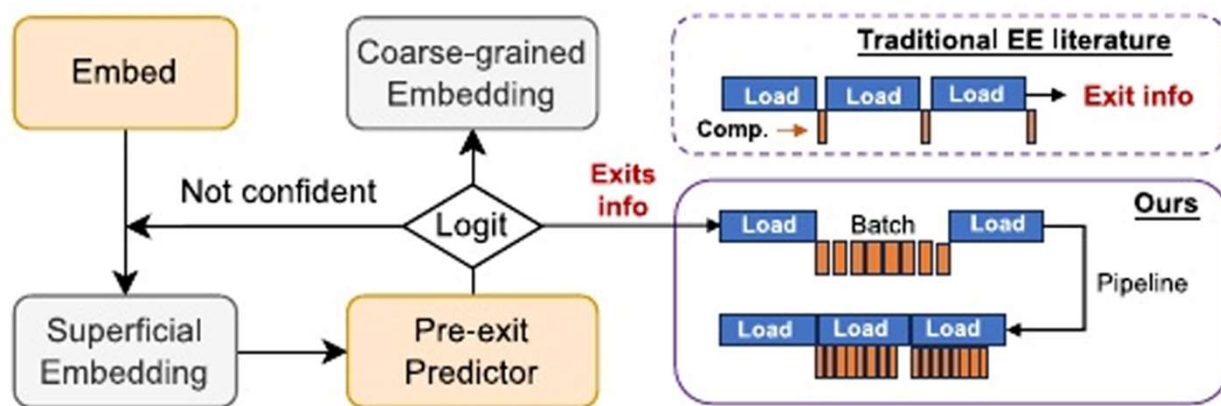 Embed
Coarse-grained
Embedding
Not confident
Logit
Exits
info
Superficial
Embedding
Pre-exit
Predictor
Traditional EE literature
Load Load Load
Exit info
Comp.
Ours
Load Batch Load
Pipeline
Load Load Load